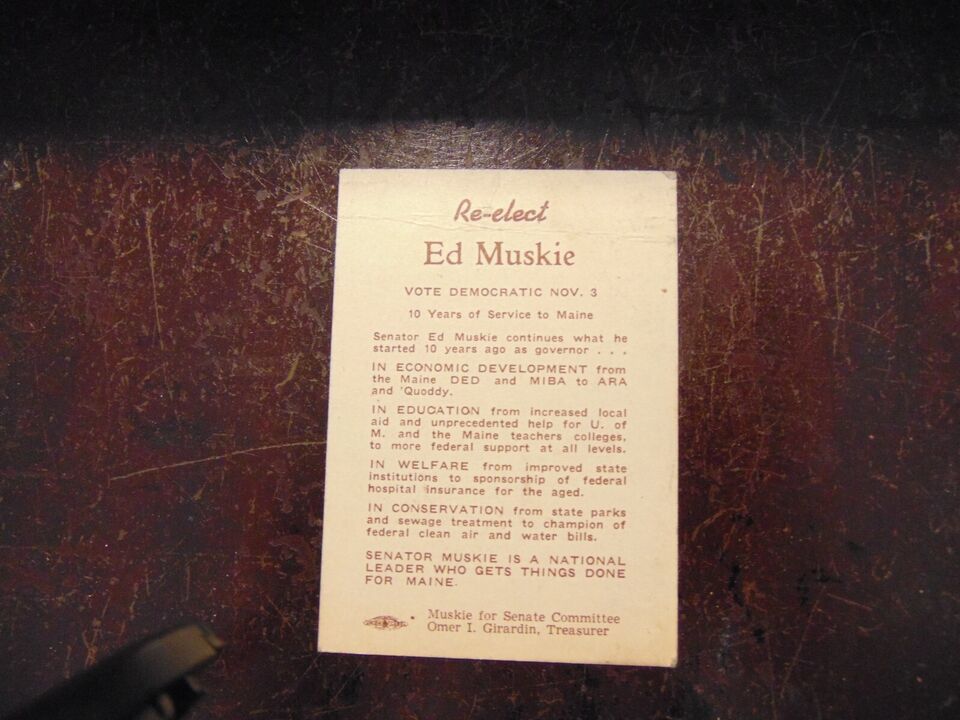 Re-elect
Ed Muskie
VOTE DEMOCRATIC NOV. 3
10 Years of Service to Maine
Senator Ed Muskie continues what he
started 10 years ago as governor . . .
IN ECONOMIC DEVELOPMENT from
the Maine DED and MIBA to ARA
and 'Quoddy.
IN EDUCATION from increased local
aid and unprecedented help for U. of
M. and the Maine teachers colleges,
to more federal support at all levels.
IN WELFARE from improved state
institutions to sponsorship of federal
hospital insurance for the aged.
IN CONSERVATION from state parks
and sewage treatment to champion of
federal clean air and water bills.
SENATOR MUSKIE IS A NATIONAL
LEADER WHO GETS THINGS DONE
FOR MAINE.
Muskie for Senate Committee
Omer I. Girardin, Treasurer